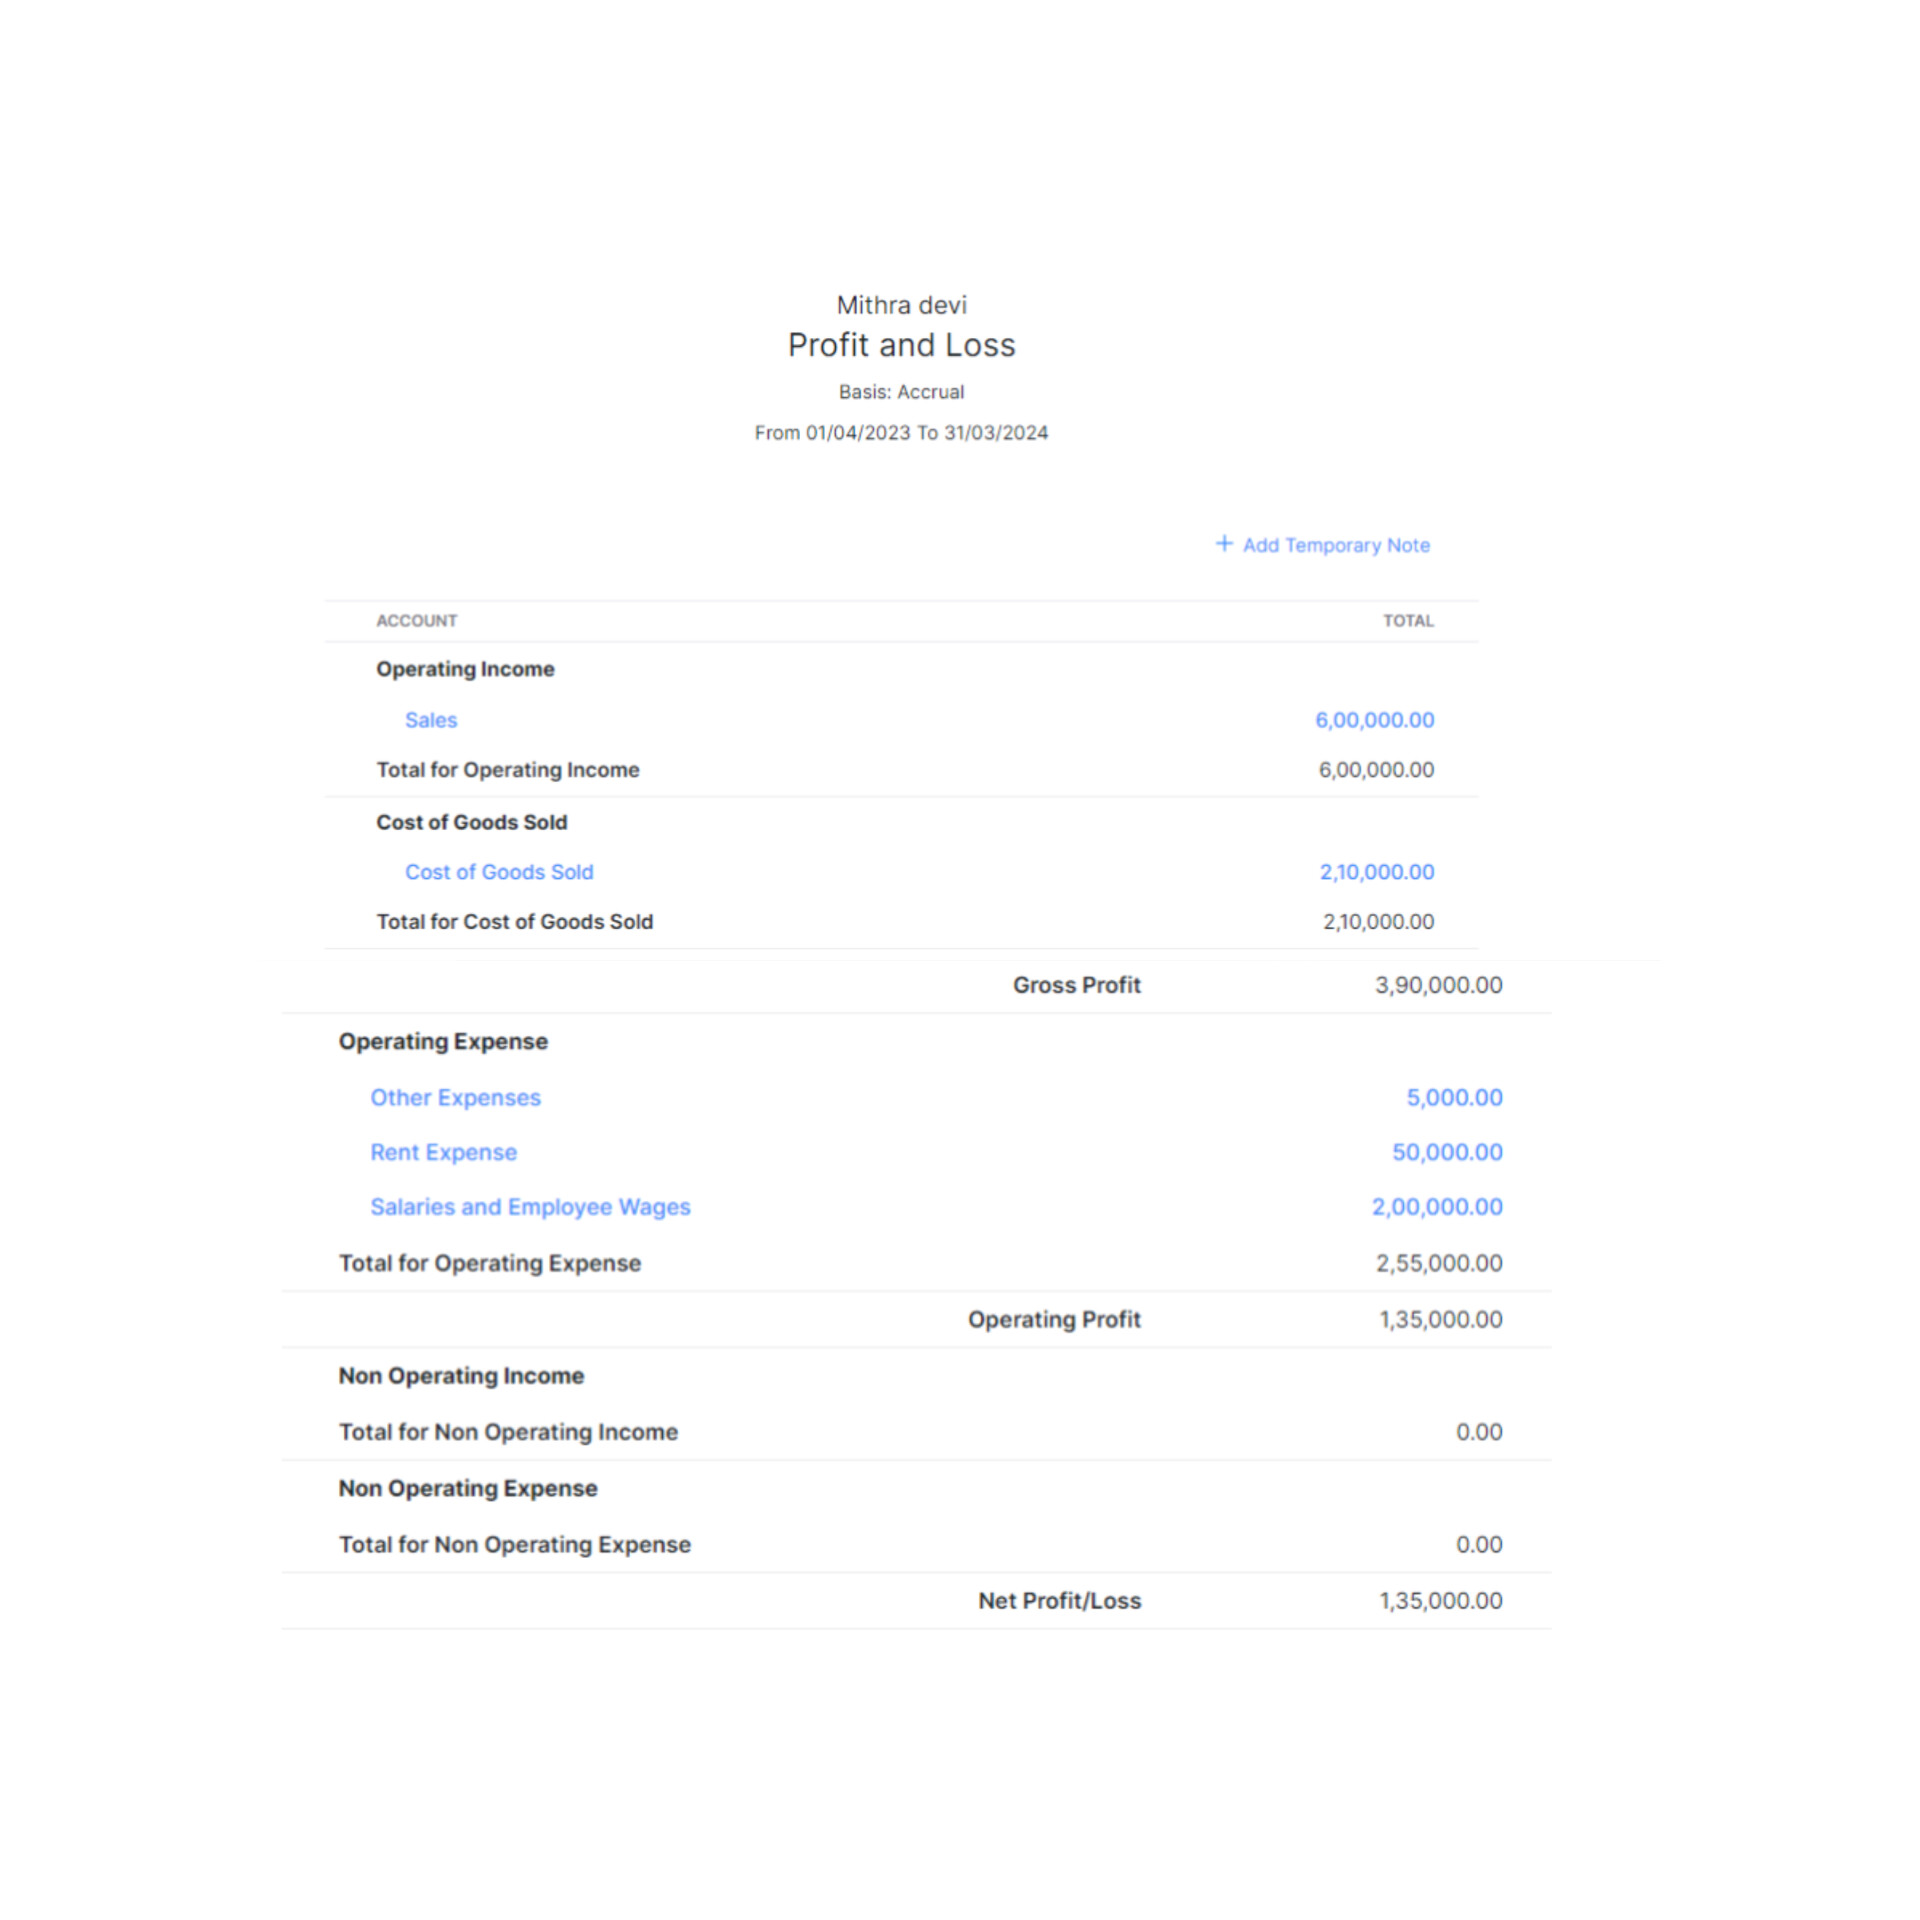 Mithra devi
Profit and Loss
Basis: Accrual
From 01/04/2023 To 31/03/2024
+ Add Temporary Note
ACCOUNT TOTAL
Operating Income
Sales 6,00,000.00
Total for Operating Income 6,00,000.00
Cost of Goods Sold
Cost of Goods Sold 2,10,000.00
Total for Cost of Goods Sold 2,10,000.00
Gross Profit 3,90,000.00
Operating Expense
Other Expenses 5,000.00
Rent Expense 50,000.00
Salaries and Employee Wages 2,00,000.00
Total for Operating Expense 2,55,000.00
Operating Profit 1,35,000.00
Non Operating Income
Total for Non Operating Income 0.00
Non Operating Expense
Total for Non Operating Expense 0.00
Net Profit/Loss 1,35,000.00